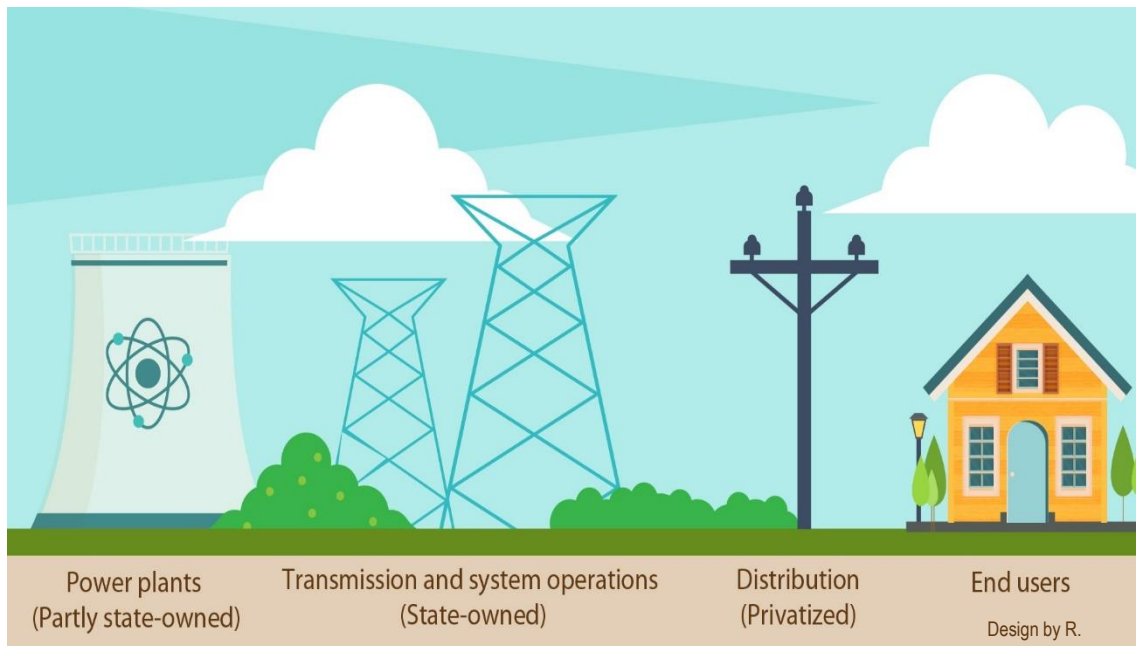 Power plants
(Partly state-owned)
Transmission and system operations
(State-owned)
Distribution
(Privatized)
End users
Design by R.